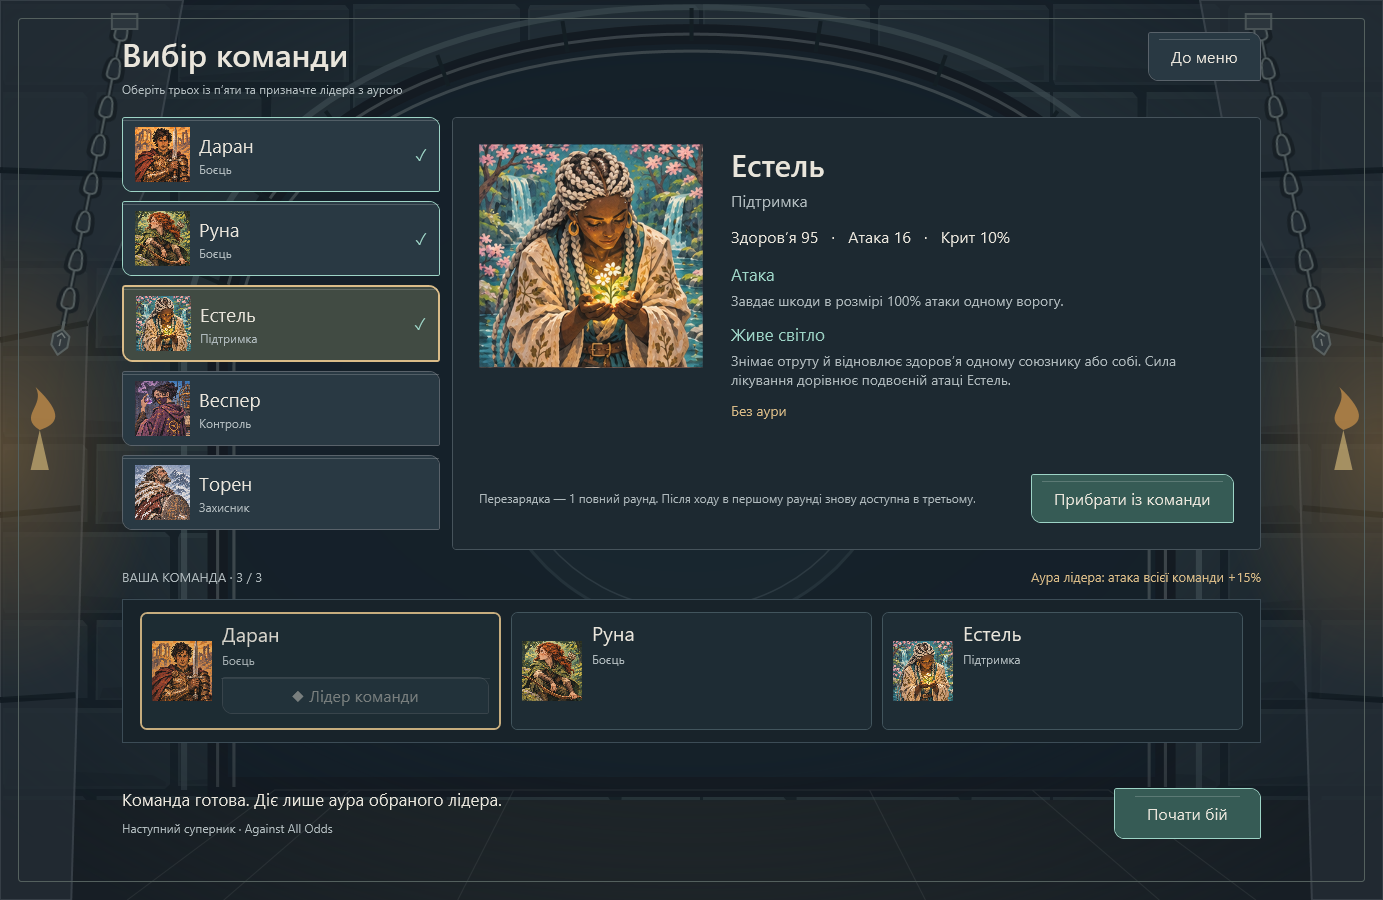 Вибір команди
До меню
Оберіть трьох із п’яти та призначте лідера з аурою
Даран
Боєць
✓
Руна
Боєць
✓
Естель
Підтримка
✓
Веспер
Контроль
Торен
Захисник
Естель
Підтримка
Здоров’я 95 · Атака 16 · Крит 10%
Атака
Завдає шкоди в розмірі 100% атаки одному ворогу.
Живе світло
Знімає отруту й відновлює здоров’я одному союзнику або собі. Сила
лікування дорівнює подвоєній атаці Естель.
Без аури
Перезарядка — 1 повний раунд. Після ходу в першому раунді знову доступна в третьому.
Прибрати із команди
ВАША КОМАНДА · 3 / 3
Аура лідера: атака всієї команди +15%
Даран
Боєць
◆ Лідер команди
Руна
Боєць
Естель
Підтримка
Команда готова. Діє лише аура обраного лідера.
Наступний суперник · Against All Odds
Почати бій